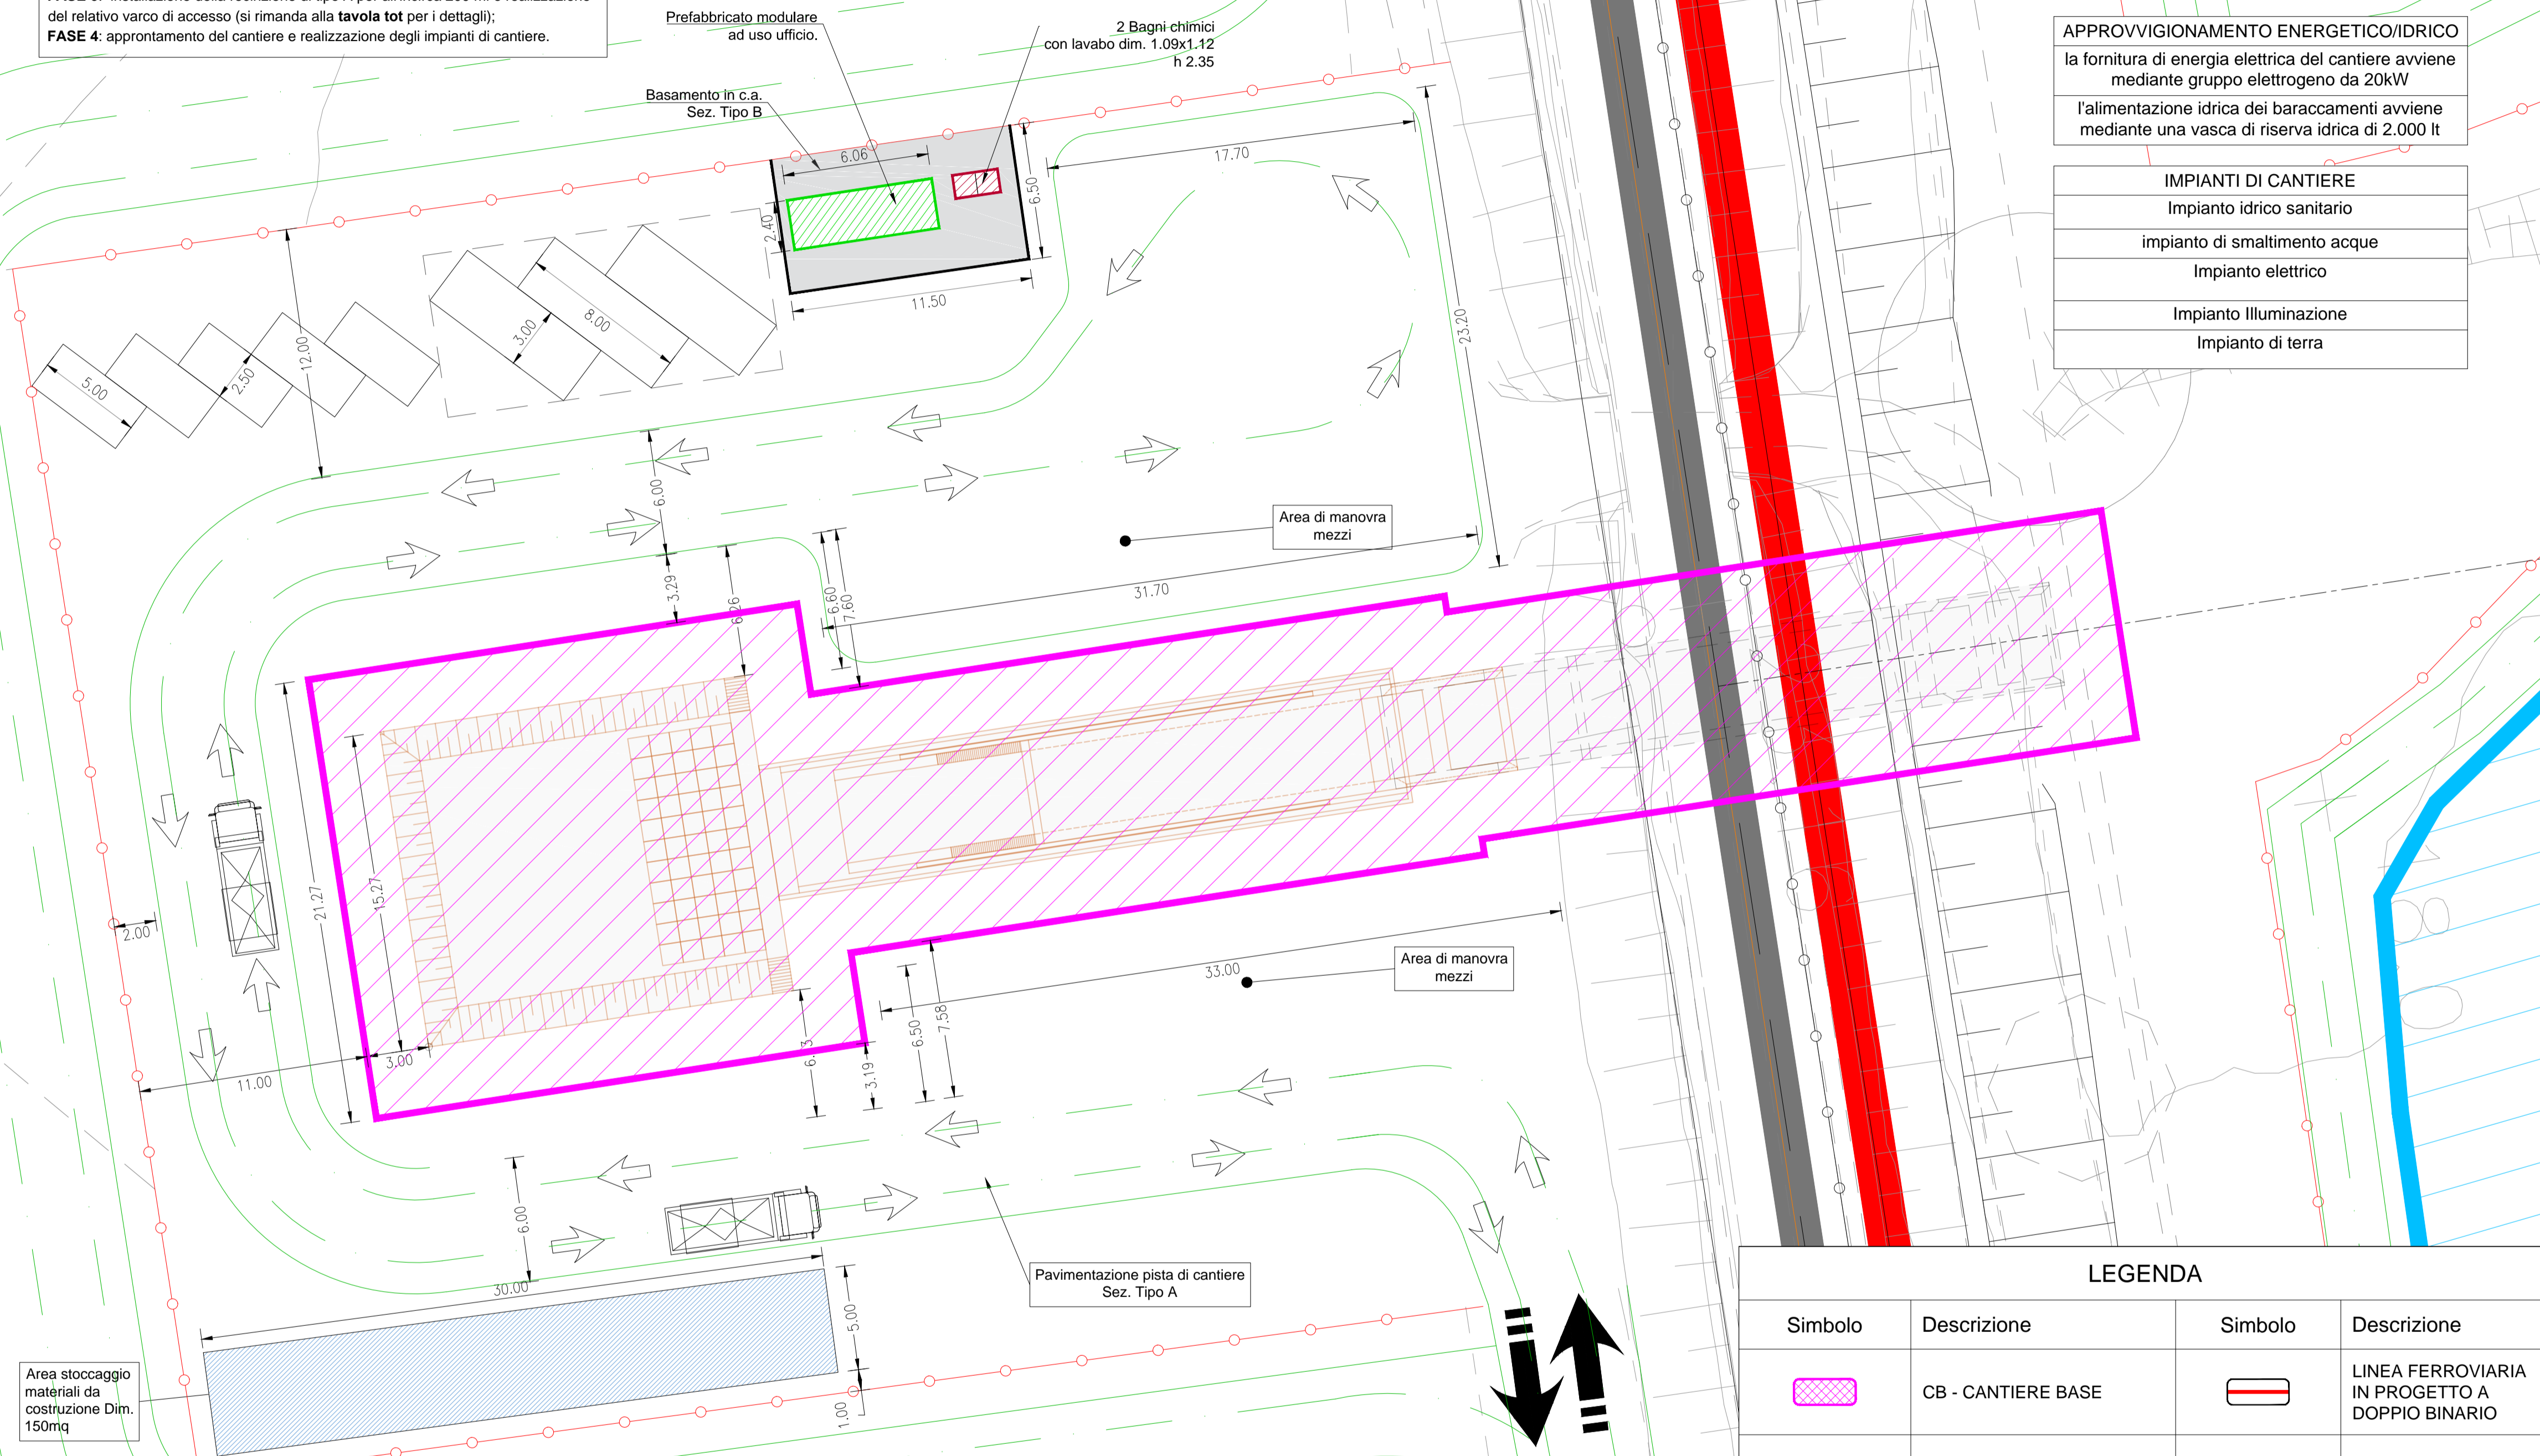 del relativo varco di accesso (si rimanda alla tavola tot per i dettagli);
FASE 4: approntamento del cantiere e realizzazione degli impianti di cantiere.
Prefabbricato modulare
ad uso ufficio.
2 Bagni chimici
con lavabo dim. 1.09x1.12
h 2.35
Basamento in c.a.
Sez. Tipo B
APPROVVIGIONAMENTO ENERGETICO/IDRICO
la fornitura di energia elettrica del cantiere avviene
mediante gruppo elettrogeno da 20kW
l'alimentazione idrica dei baraccamenti avviene
mediante una vasca di riserva idrica di 2.000 lt
IMPIANTI DI CANTIERE
Impianto idrico sanitario
impianto di smaltimento acque
Impianto elettrico
Impianto Illuminazione
Impianto di terra
6.06
17.70
6.50
2.40
11.50
12.00
8.00
3.00
5.00
2.50
23.20
6.00
Area di manovra
mezzi
3.29
6.26
6.60
7.60
31.70
21.27
15.27
2.00
33.00
Area di manovra
mezzi
6.50
7.58
3.19
3.00
11.00
6.00
30.00
Pavimentazione pista di cantiere
Sez. Tipo A
5.00
1.00
Area stoccaggio
materiali da
costruzione Dim.
150mq
LEGENDA
Simbolo
Descrizione
Simbolo
Descrizione
CB - CANTIERE BASE
LINEA FERROVIARIA
IN PROGETTO A
DOPPIO BINARIO